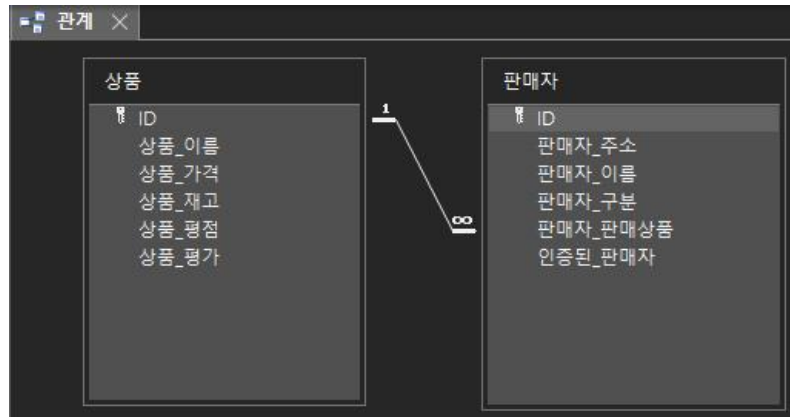 관계
상품
ID
상품_이름
상품_가격
상품_재고
상품_평점
상품_평가
1
∞
판매자
ID
판매자_주소
판매자_이름
판매자_구분
판매자_판매상품
인증된_판매자